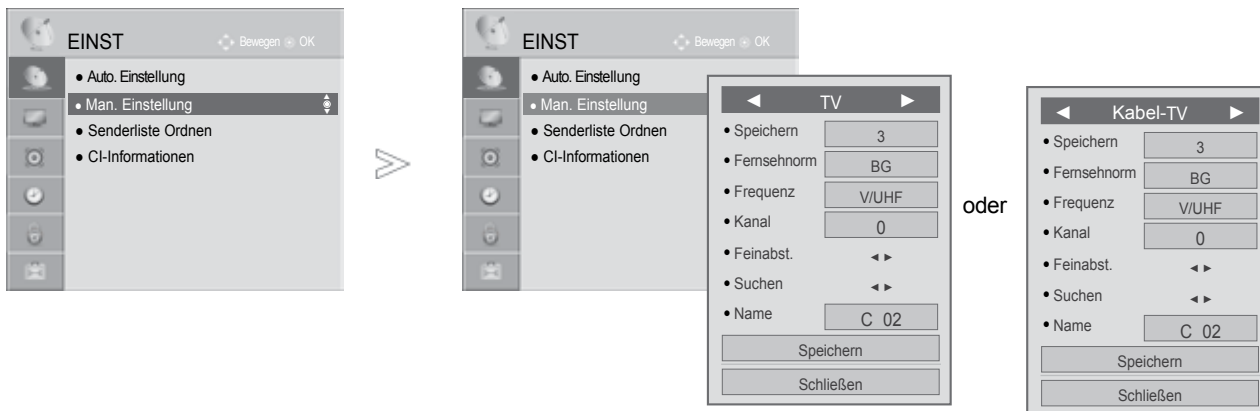 EINST
Bewegen OK
● Auto. Einstellung
● Man. Einstellung
● Senderliste Ordnen
● CI-Informationen
EINST
Bewegen OK
● Auto. Einstellung
● Man. Einstellung
● Senderliste Ordnen
● CI-Informationen
◄ TV ►
• Speichern 3
• Fernsehnorm BG
• Frequenz V/UHF
• Kanal 0
• Feinabst. ◄ ►
• Suchen ◄ ►
• Name C 02
Speichern
Schließen
oder
◄ Kabel-TV ►
• Speichern 3
• Fernsehnorm BG
• Frequenz V/UHF
• Kanal 0
• Feinabst. ◄ ►
• Suchen ◄ ►
• Name C 02
Speichern
Schließen